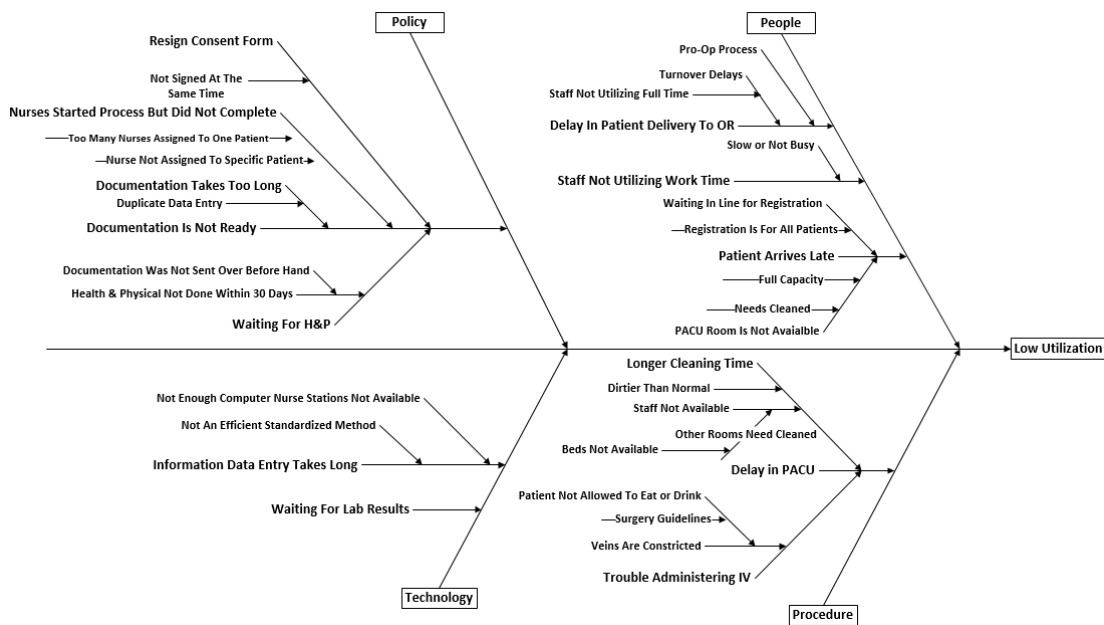 Policy
People
Resign Consent Form
Not Signed At The
Same Time
Nurses Started Process But Did Not Complete
Too Many Nurses Assigned To One Patient
Nurse Not Assigned To Specific Patient
Documentation Takes Too Long
Duplicate Data Entry
Documentation Is Not Ready
Documentation Was Not Sent Over Before Hand
Health & Physical Not Done Within 30 Days
Waiting For H&P
Pro-Op Process
Turnover Delays
Staff Not Utilizing Full Time
Delay In Patient Delivery To OR
Slow or Not Busy
Staff Not Utilizing Work Time
Waiting In Line for Registration
Registration Is For All Patients
Patient Arrives Late
Full Capacity
Needs Cleaned
PACU Room Is Not Avaialble
Low Utilization
Not Enough Computer Nurse Stations Not Available
Not An Efficient Standardized Method
Information Data Entry Takes Long
Waiting For Lab Results
Technology
Longer Cleaning Time
Dirtier Than Normal
Staff Not Available
Other Rooms Need Cleaned
Beds Not Available
Delay in PACU
Patient Not Allowed To Eat or Drink
Surgery Guidelines
Veins Are Constricted
Trouble Administering IV
Procedure